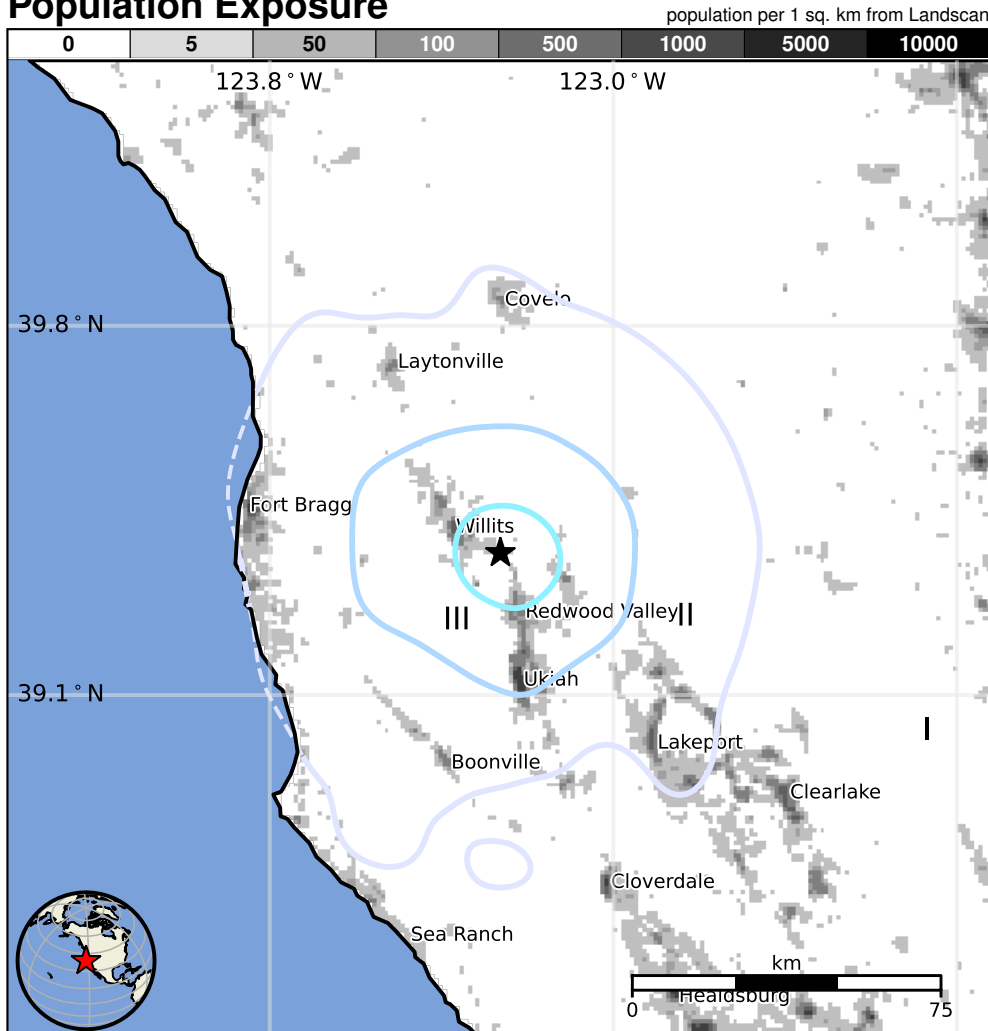 Population Exposure
population per 1 sq. km from Landscan
0 5 50 100 500 1000 5000 10000
123.8°W 123.0°W
Covelo
39.8°N
Laytonville
Fort Bragg
Willits
III
Redwood Valley
II
Ukiah
39.1°N
I
Lakeport
Boonville
Clearlake
Cloverdale
Sea Ranch
km
Healdsburg
0 75